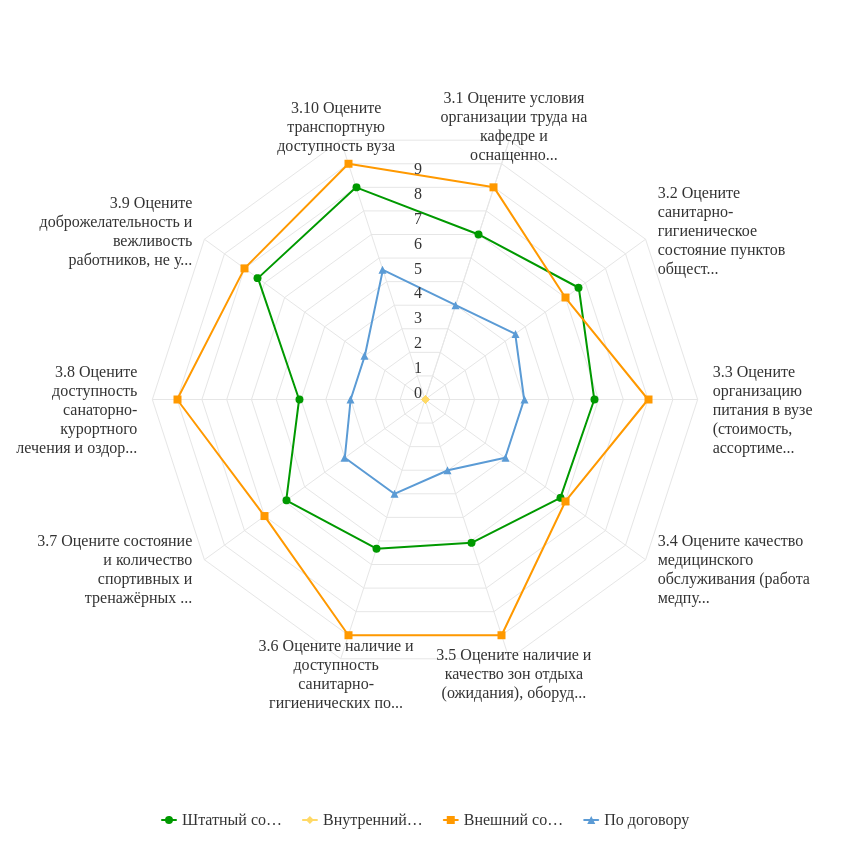 3.1 Оцените условия
организации труда на
кафедре и
оснащенно...
3.2 Оцените
санитарно-
гигиеническое
состояние пунктов
общест...
3.3 Оцените
организацию
питания в вузе
(стоимость,
ассортиме...
3.4 Оцените качество
медицинского
обслуживания (работа
медпу...
3.5 Оцените наличие и
качество зон отдыха
(ожидания), оборуд...
3.6 Оцените наличие и
доступность
санитарно-
гигиенических по...
3.7 Оцените состояние
и количество
спортивных и
тренажёрных ...
3.8 Оцените
доступность
санаторно-
курортного
лечения и оздор...
3.9 Оцените
доброжелательность и
вежливость
работников, не у...
3.10 Оцените
транспортную
доступность вуза
9
8
7
6
5
4
3
2
1
0
Штатный со…
Внутренний…
Внешний со…
По договору